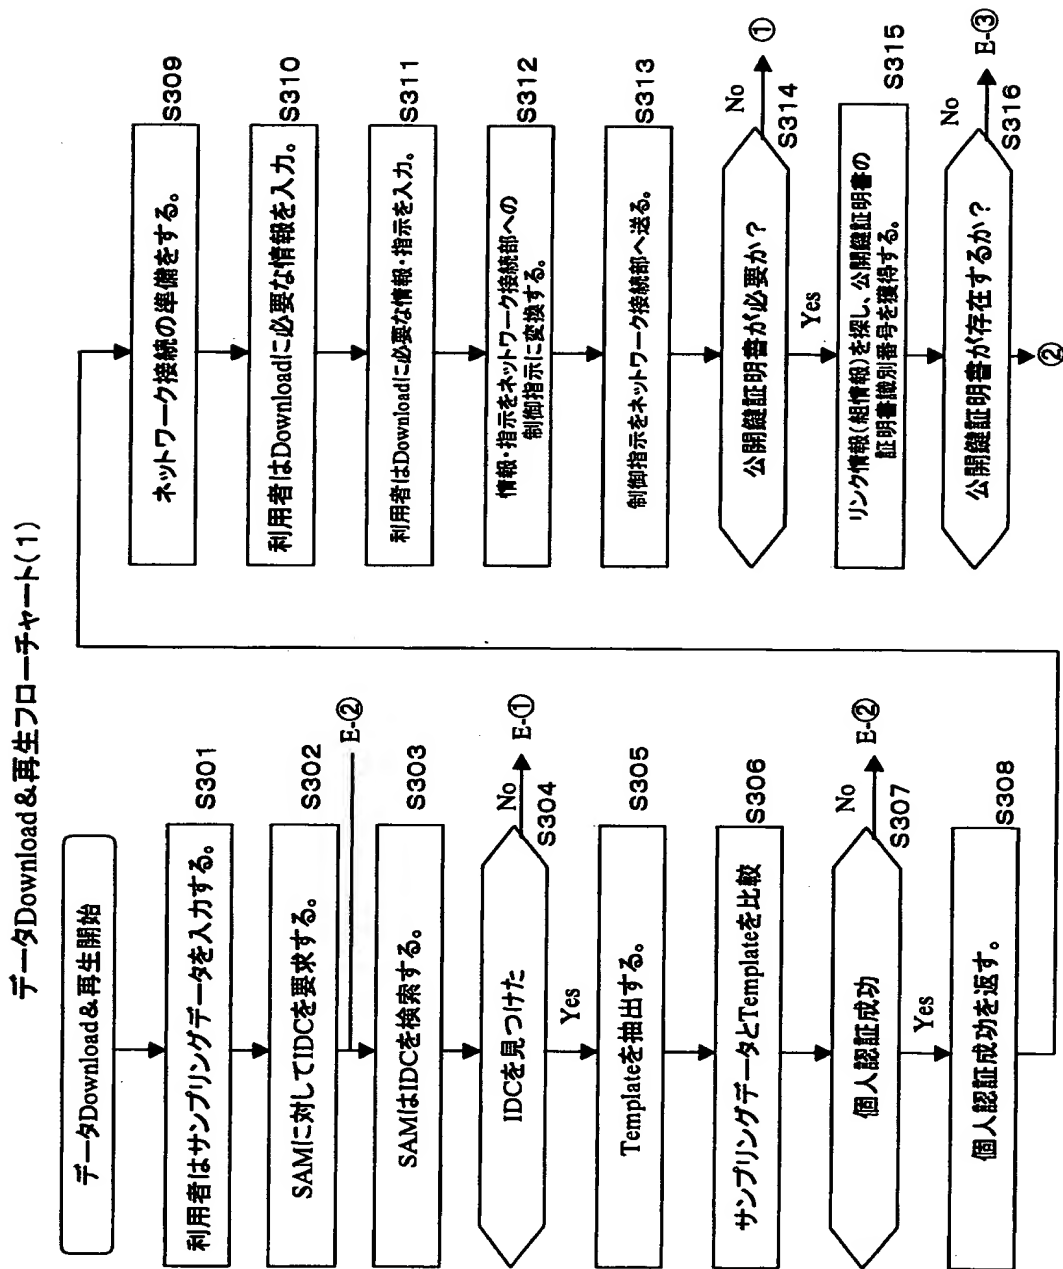 データDownload＆再生フローチャート(1)
データDownload＆再生開始
利用者はサンプリングデータを入力する。
S301
SAMに対してIDCを要求する。
S302
E-②
SAMはIDCを検索する。
S303
IDCを見つけた
No
E-①
S304
Yes
Templateを抽出する。
S305
サンプリングデータとTemplateを比較
S306
個人認証成功
No
E-②
S307
Yes
個人認証成功を返す。
S308
ネットワーク接続の準備をする。
S309
利用者はDownloadに必要な情報を入力。
S310
利用者はDownloadに必要な情報・指示を入力。
S311
情報・指示をネットワーク接続部への
制御指示に変換する。
S312
制御指示をネットワーク接続部へ送る。
S313
公開鍵証明書が必要か？
No
①
S314
Yes
リンク情報(組情報)を探し、公開鍵証明書の
証明書識別番号を獲得する。
S315
公開鍵証明書が存在するか？
No
E-③
S316
②